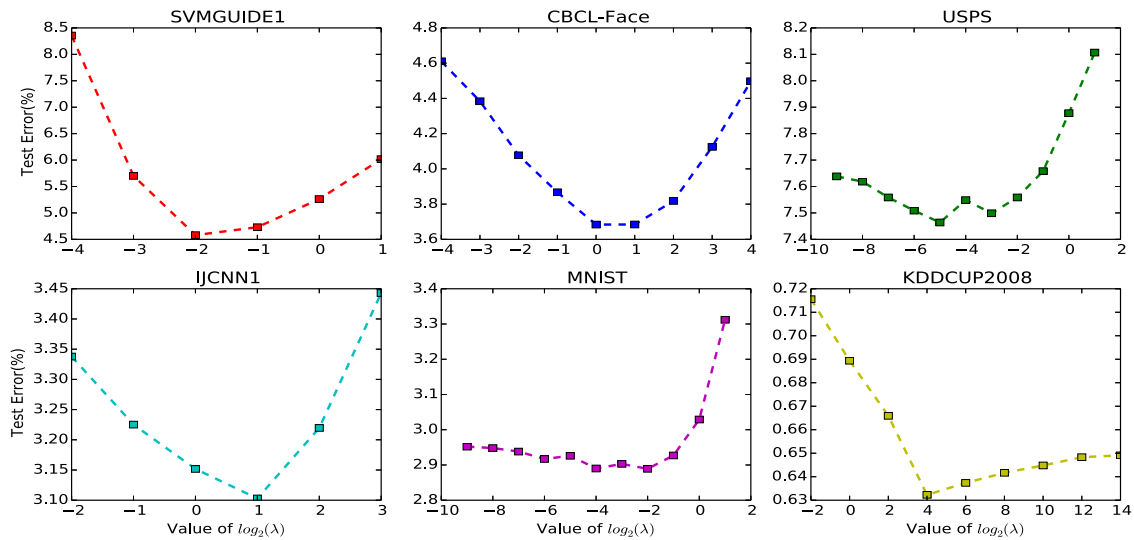 SVMGUIDE1
CBCL-Face
USPS
8.5
8.0
7.5
7.0
6.5
6.0
5.5
5.0
4.5
Test Error(%)
−4 −3 −2 −1 0 1
4.8
4.6
4.4
4.2
4.0
3.8
3.6
−4 −3 −2 −1 0 1 2 3 4
8.2
8.1
8.0
7.9
7.8
7.7
7.6
7.5
7.4
−10 −8 −6 −4 −2 0 2
IJCNN1
MNIST
KDDCUP2008
3.45
3.40
3.35
3.30
3.25
3.20
3.15
3.10
Test Error(%)
−2 −1 0 1 2 3
Value of log₂(λ)
3.4
3.3
3.2
3.1
3.0
2.9
2.8
−10 −8 −6 −4 −2 0 2
Value of log₂(λ)
0.72
0.71
0.70
0.69
0.68
0.67
0.66
0.65
0.64
0.63
−2 0 2 4 6 8 10 12 14
Value of log₂(λ)